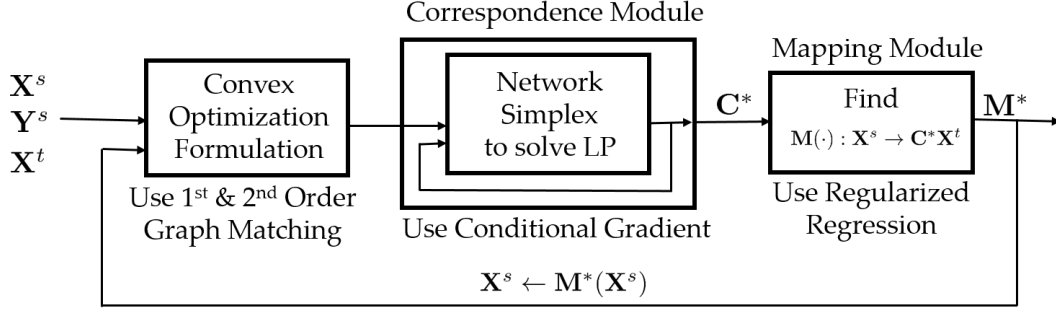 Correspondence Module
X^s
Y^s
X^t
Convex
Optimization
Formulation
Use 1st & 2nd Order
Graph Matching
Network
Simplex
to solve LP
Use Conditional Gradient
C*
Mapping Module
Find
M(·) : X^s → C*X^t
Use Regularized
Regression
M*
X^s ← M*(X^s)